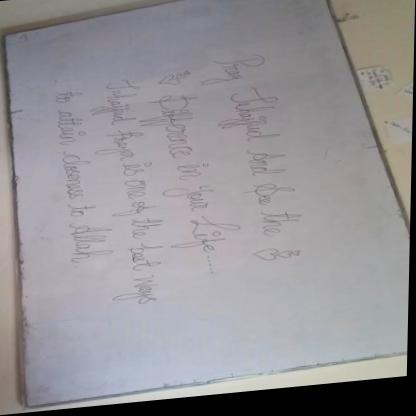 Pray Tahajjud And See the
Difference in Your Life.....
Tahajjud Prayer is one of the best ways
to attain closeness to Allah